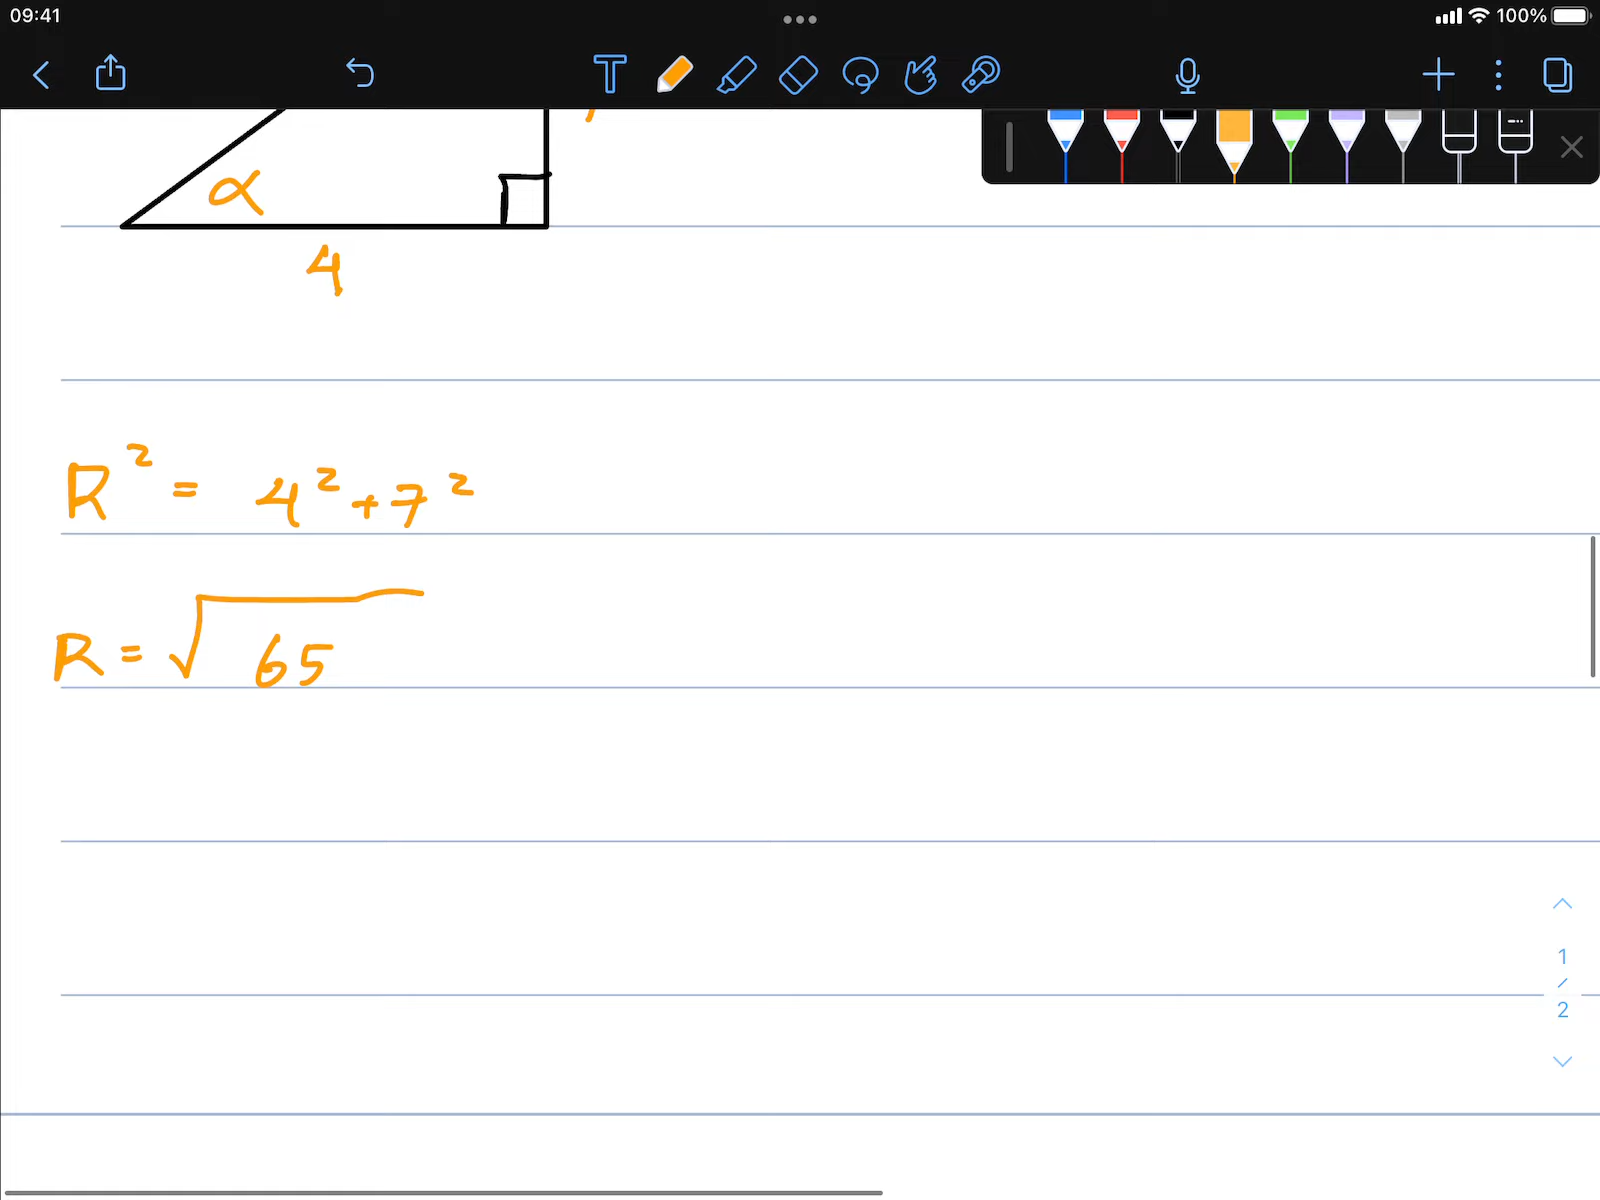 09:41
100%
T
α
4
R² = 4² + 7²
R = √65
1
/
2